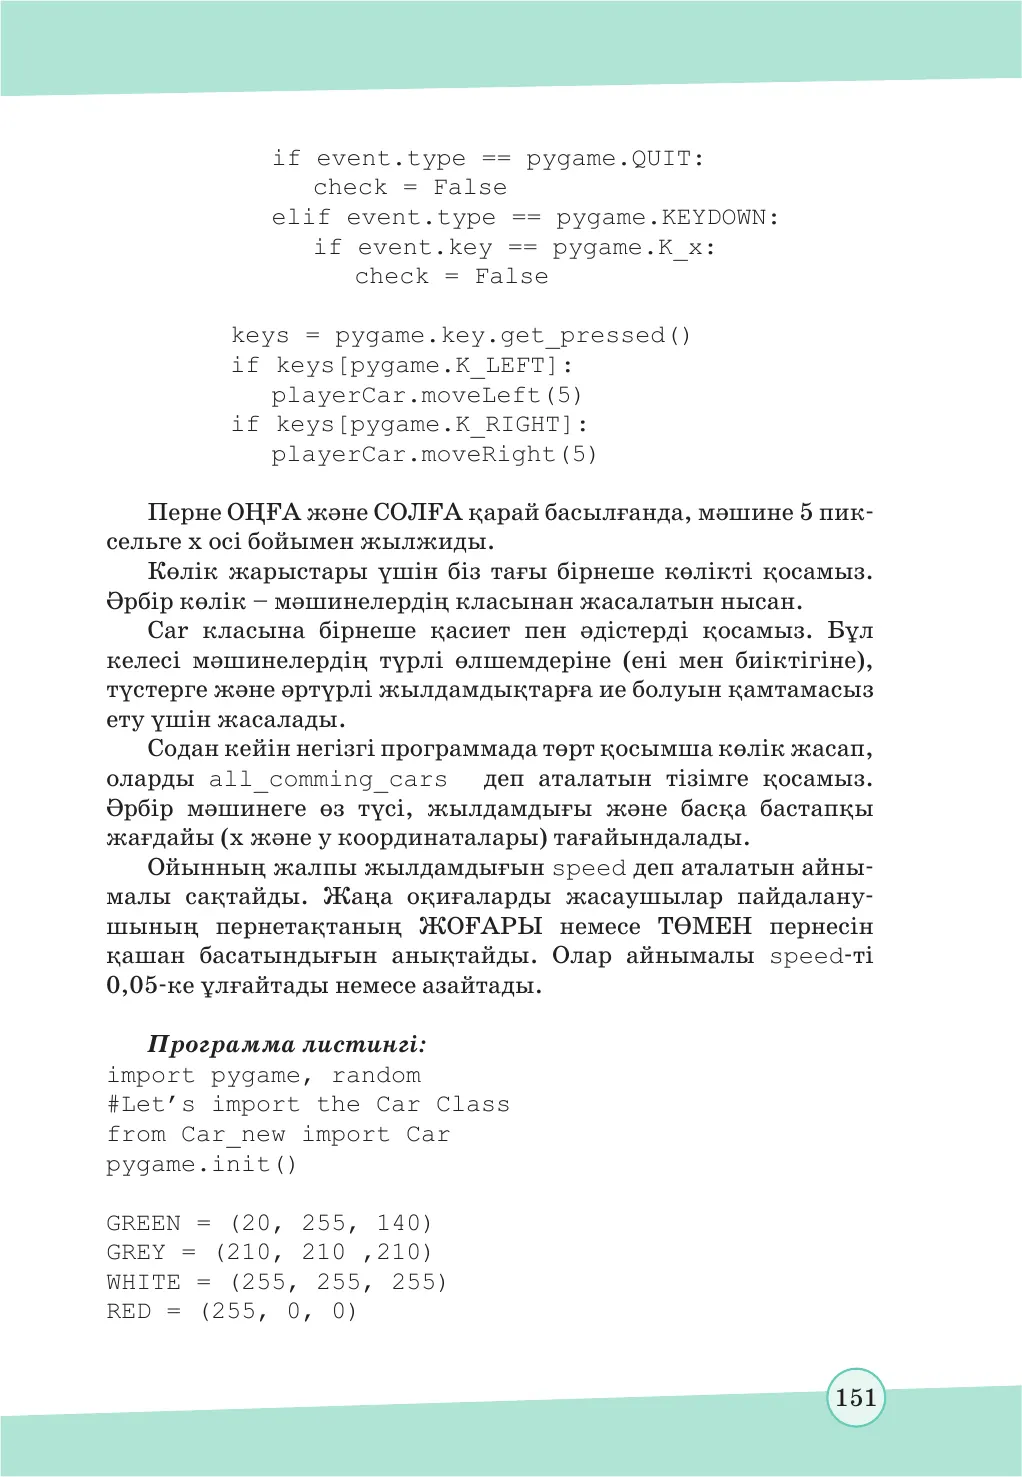 if event.type == pygame.QUIT:
check = False
elif event.type == pygame.KEYDOWN:
if event.key == pygame.K_x:
check = False
keys = pygame.key.get_pressed()
if keys[pygame.K_LEFT]:
playerCar.moveLeft(5)
if keys[pygame.K_RIGHT]:
playerCar.moveRight(5)
Перне ОҢҒА және СОЛҒА қарай басылғанда, мәшине 5 пик-
сельге х осі бойымен жылжиды.
Көлік жарыстары үшін біз тағы бірнеше көлікті қосамыз.
Әрбір көлік – мәшинелердің класынан жасалатын нысан.
Car класына бірнеше қасиет пен әдістерді қосамыз. Бұл
келесі мәшинелердің түрлі өлшемдеріне (ені мен биіктігіне),
түстерге және әртүрлі жылдамдықтарға ие болуын қамтамасыз
ету үшін жасалады.
Содан кейін негізгі программада төрт қосымша көлік жасап,
оларды all_comming_cars деп аталатын тізімге қосамыз.
Әрбір мәшинеге өз түсі, жылдамдығы және басқа бастапқы
жағдайы (х және у координаталары) тағайындалады.
Ойынның жалпы жылдамдығын speed деп аталатын айны-
малы сақтайды. Жаңа оқиғаларды жасаушылар пайдалану-
шының пернетақтаның ЖОҒАРЫ немесе ТӨМЕН пернесін
қашан басатындығын анықтайды. Олар айнымалы speed-ті
0,05-ке ұлғайтады немесе азайтады.
Программа листингі:
import pygame, random
#Let’s import the Car Class
from Car_new import Car
pygame.init()
GREEN = (20, 255, 140)
GREY = (210, 210 ,210)
WHITE = (255, 255, 255)
RED = (255, 0, 0)
151